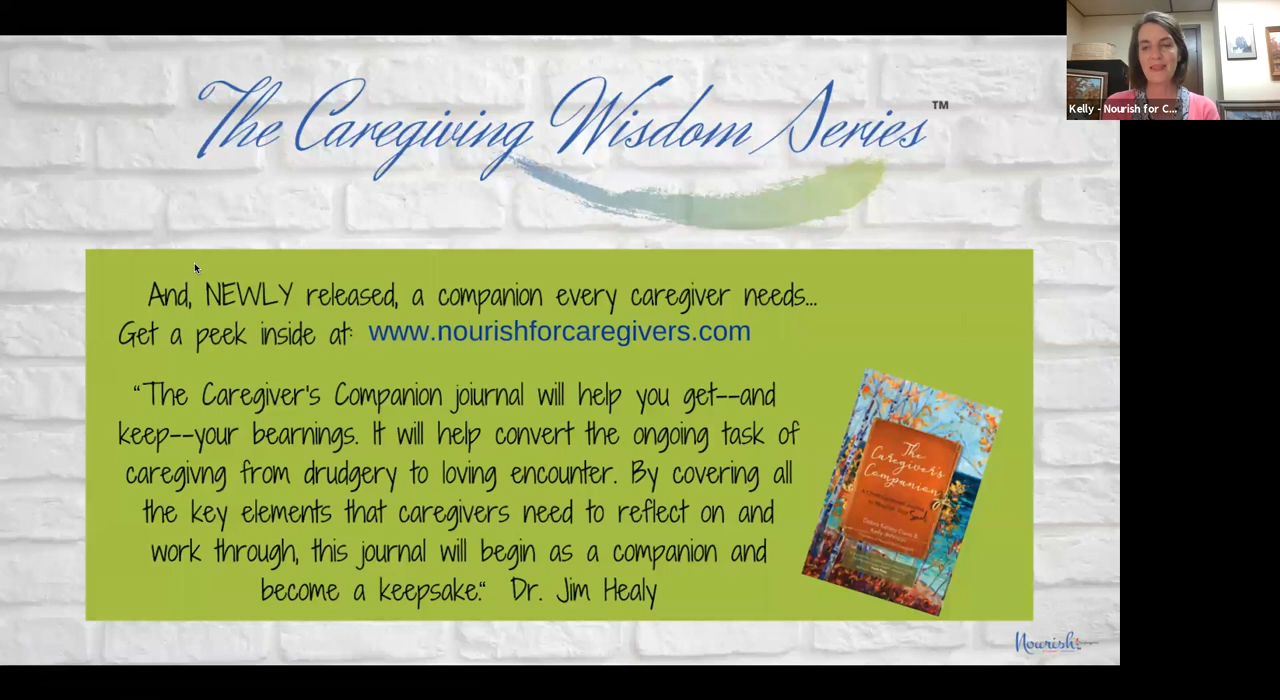 The Caregiving Wisdom Series™
Kelly - Nourish for C...
And, NEWLY released, a companion every caregiver needs...
Get a peek inside at: www.nourishforcaregivers.com
“The Caregiver's Companion joiurnal will help you get--and
keep--your bearnings. It will help convert the ongoing task of
caregivng from drudgery to loving encounter. By covering all
the key elements that caregivers need to reflect on and
work through, this journal will begin as a companion and
become a keepsake.“ Dr. Jim Healy
The
Caregiver's
Companion
Nourish